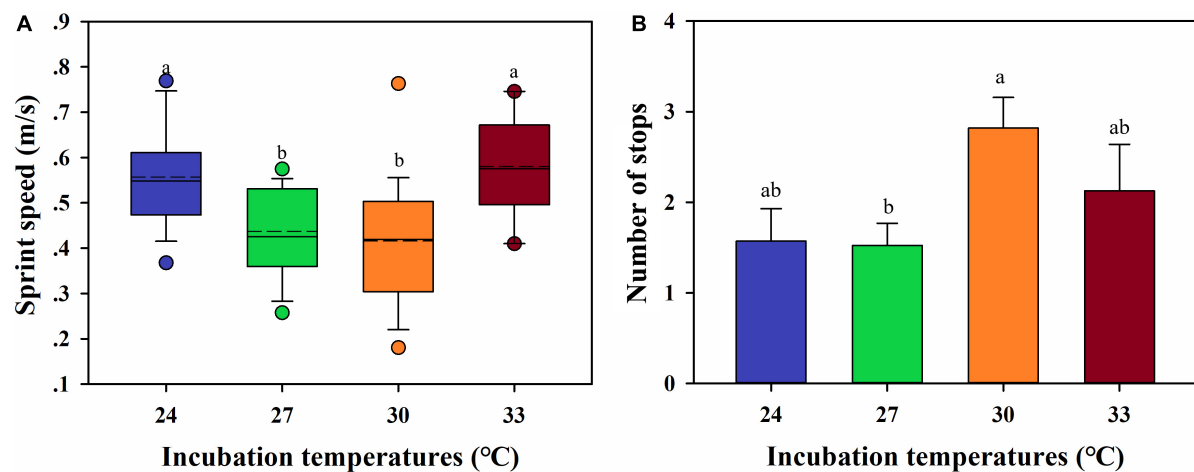 A
Sprint speed (m/s)
.9
.8
.7
.6
.5
.4
.3
.2
.1
a
b
b
a
24
27
30
33
Incubation temperatures (°C)
B
Number of stops
4
3
2
1
0
ab
b
a
ab
24
27
30
33
Incubation temperatures (°C)